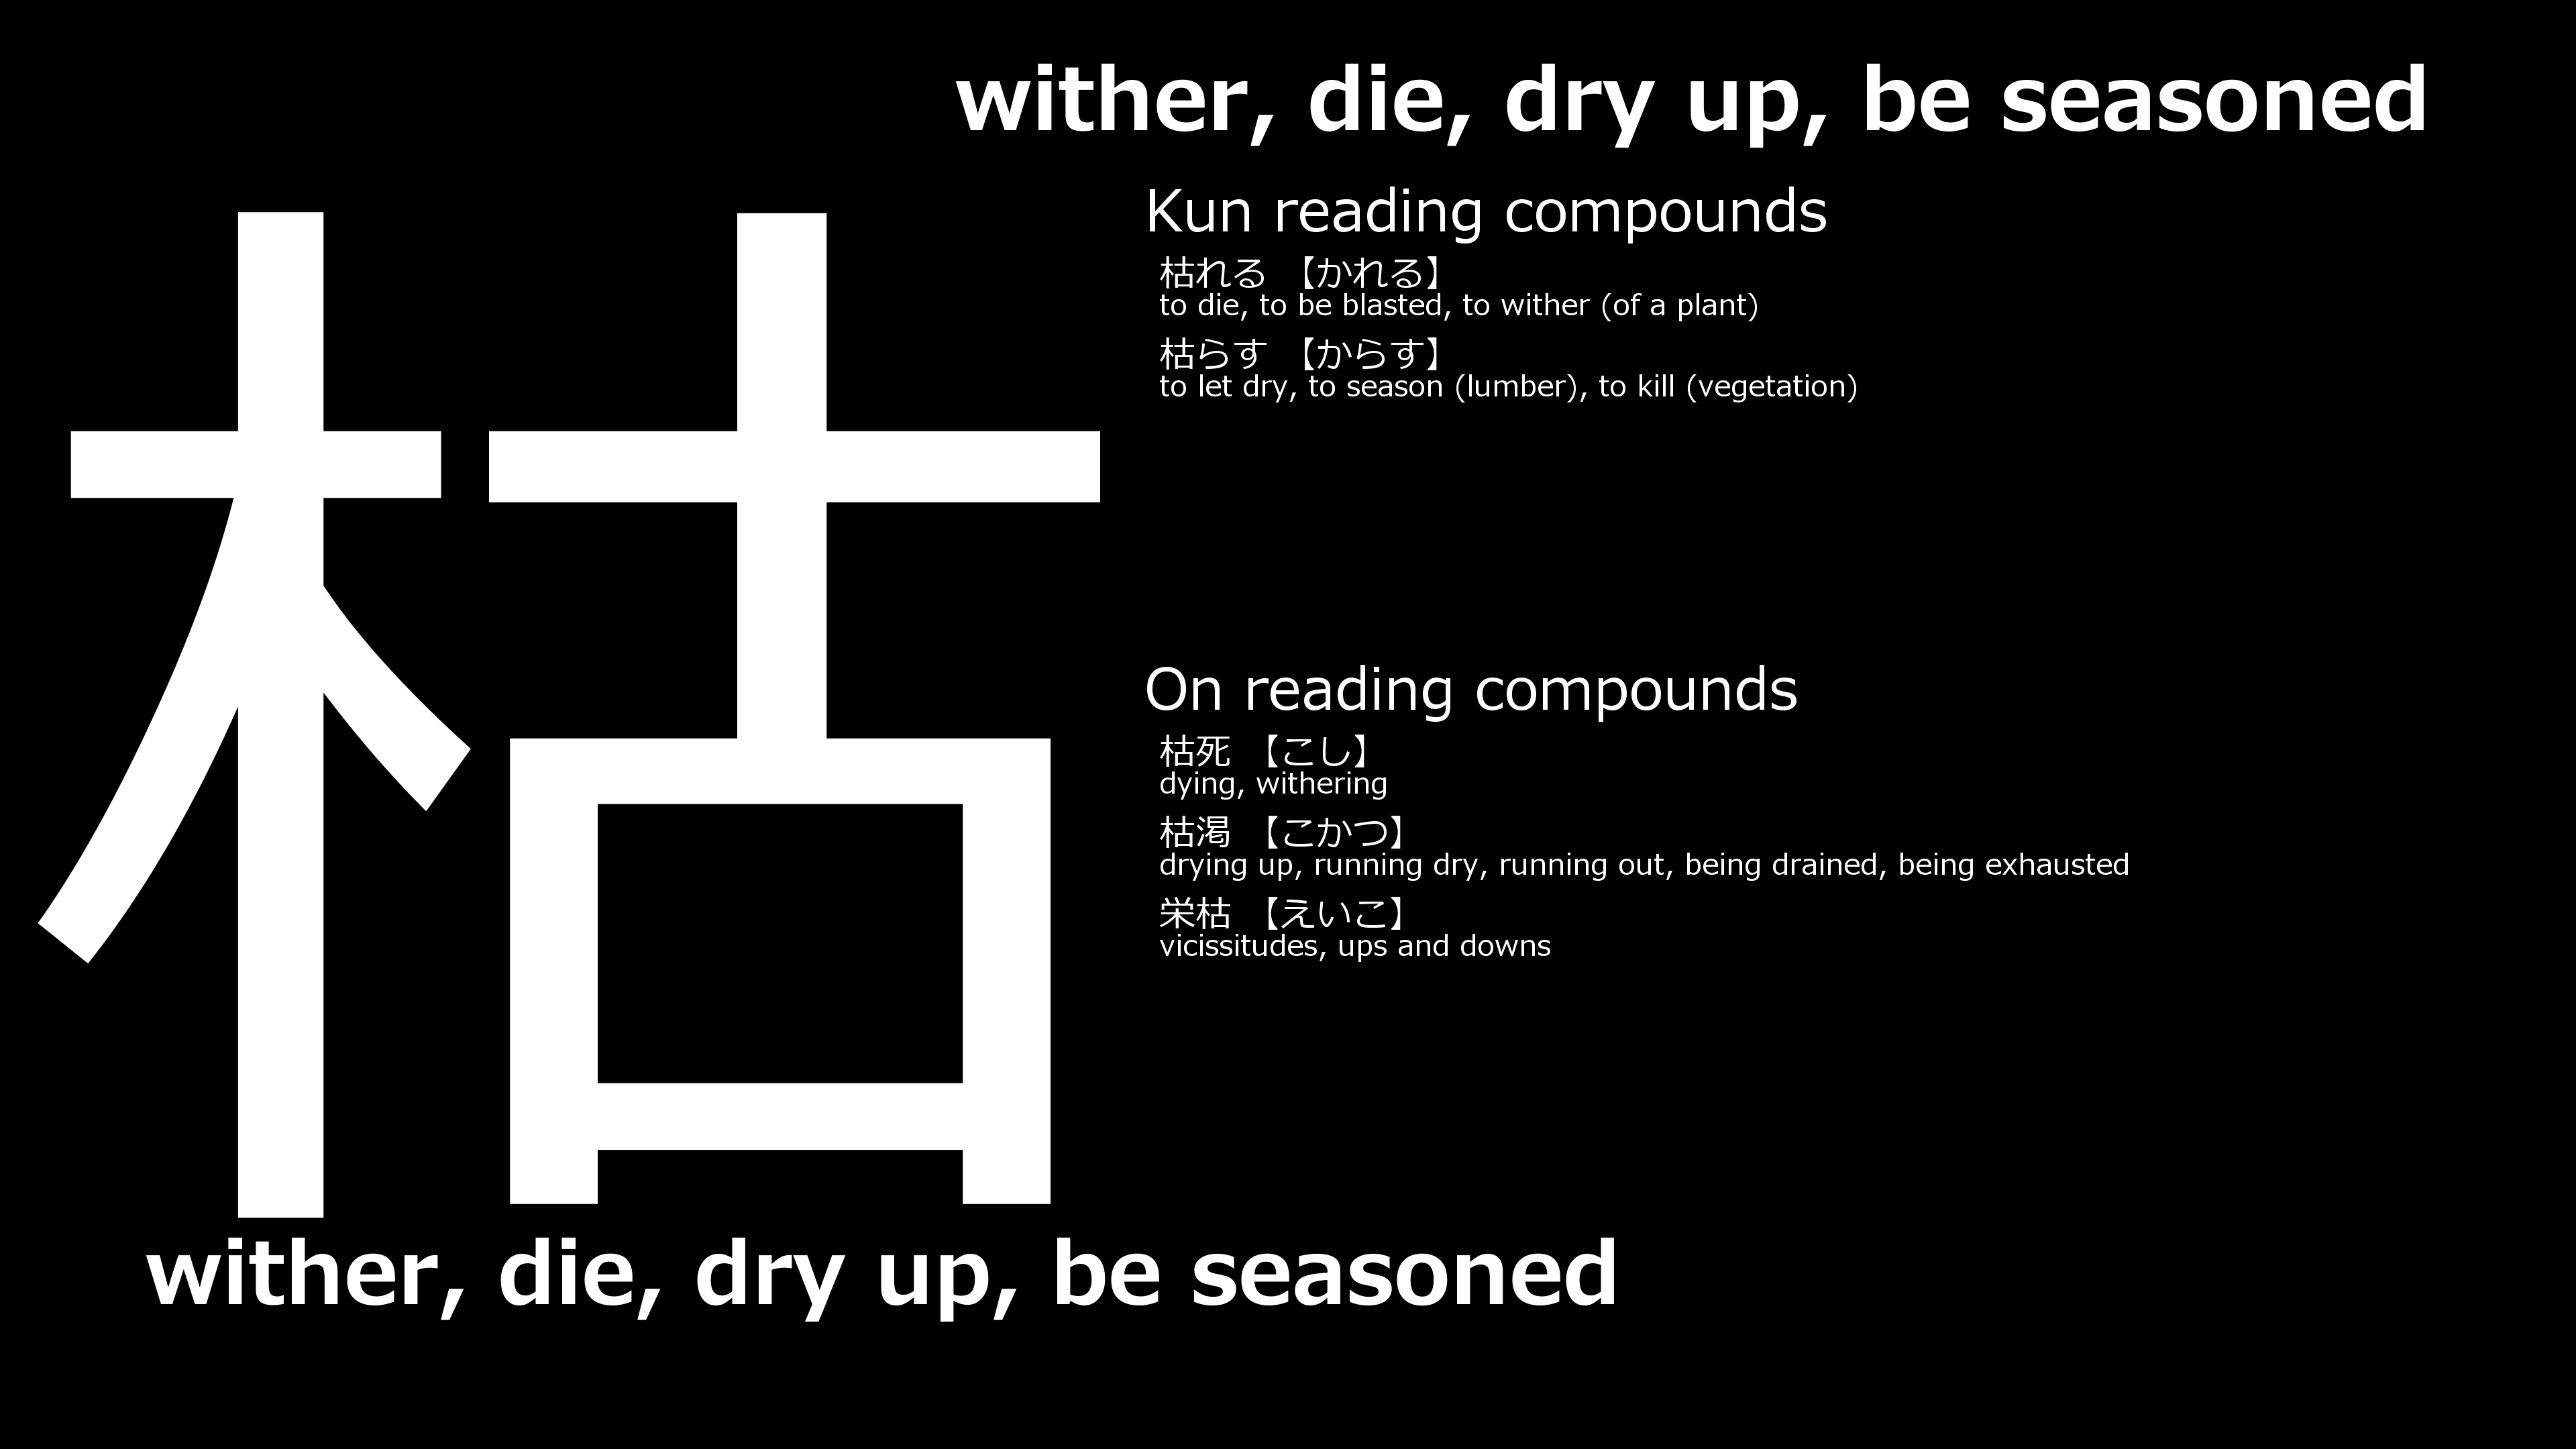 wither, die, dry up, be seasoned
枯
Kun reading compounds
枯れる 【かれる】
to die, to be blasted, to wither (of a plant)
枯らす 【からす】
to let dry, to season (lumber), to kill (vegetation)
On reading compounds
枯死 【こし】
dying, withering
枯渇 【こかつ】
drying up, running dry, running out, being drained, being exhausted
栄枯 【えいこ】
vicissitudes, ups and downs
wither, die, dry up, be seasoned